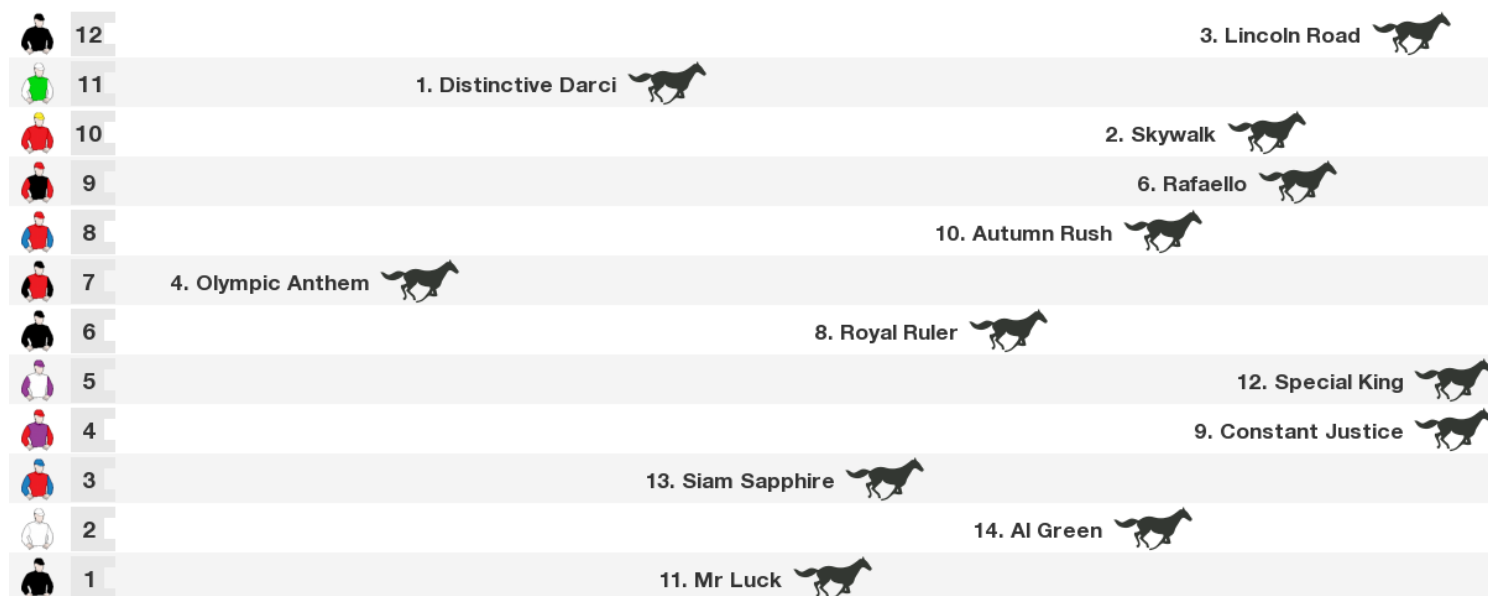 12 3. Lincoln Road
11 1. Distinctive Darci
10 2. Skywalk
9 6. Rafaello
8 10. Autumn Rush
7 4. Olympic Anthem
6 8. Royal Ruler
5 12. Special King
4 9. Constant Justice
3 13. Siam Sapphire
2 14. Al Green
1 11. Mr Luck